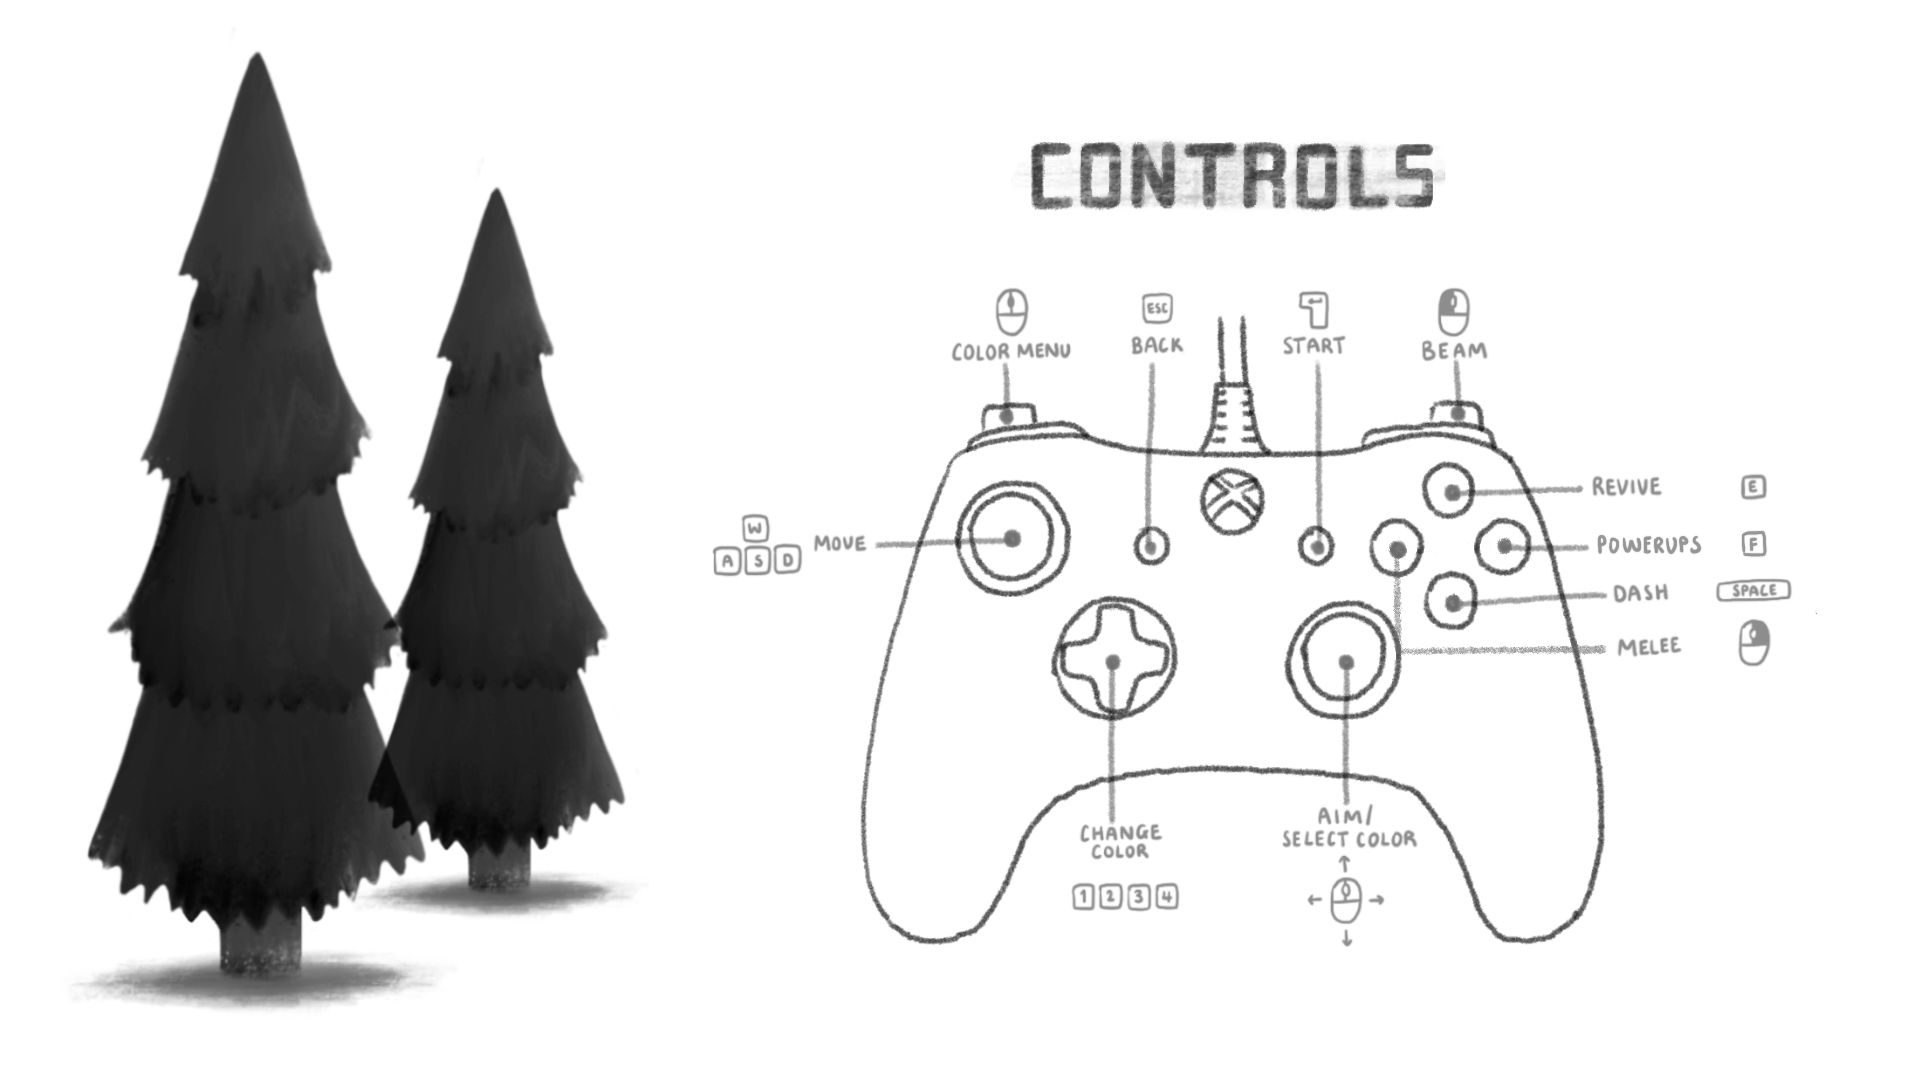 CONTROLS
COLOR MENU
ESC
BACK
START
BEAM
W
A S D
MOVE
REVIVE
E
POWERUPS
F
DASH
SPACE
MELEE
CHANGE
COLOR
1 2 3 4
AIM/
SELECT COLOR